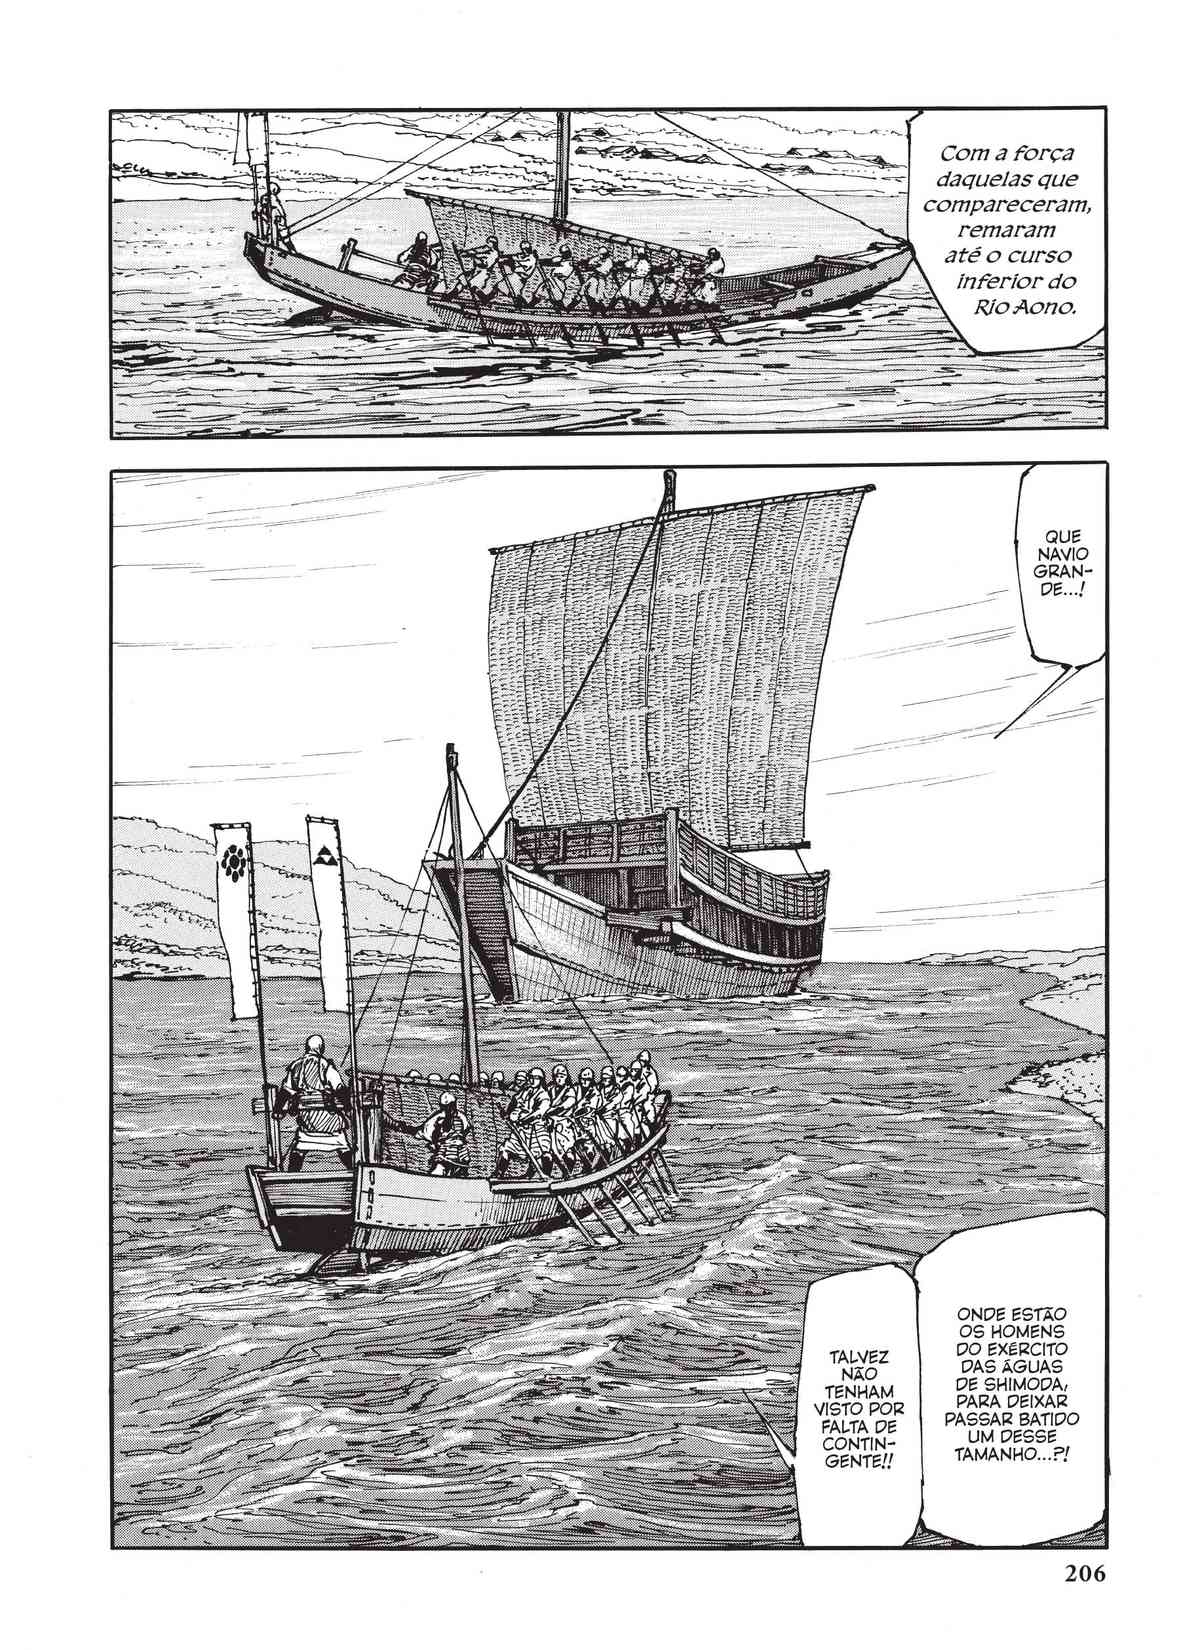 Com a força
daquelas que
compareceram,
remaram
até o curso
inferior do
Rio Aono.
QUE
NAVIO
GRAN-
DE...!
ONDE ESTÃO
OS HOMENS
DO EXÉRCITO
DAS ÁGUAS
DE SHIMODA,
PARA DEIXAR
PASSAR BATIDO
UM DESSE
TAMANHO...?!
TALVEZ
NÃO
TENHAM
VISTO POR
FALTA DE
CONTIN-
GENTE!!
206